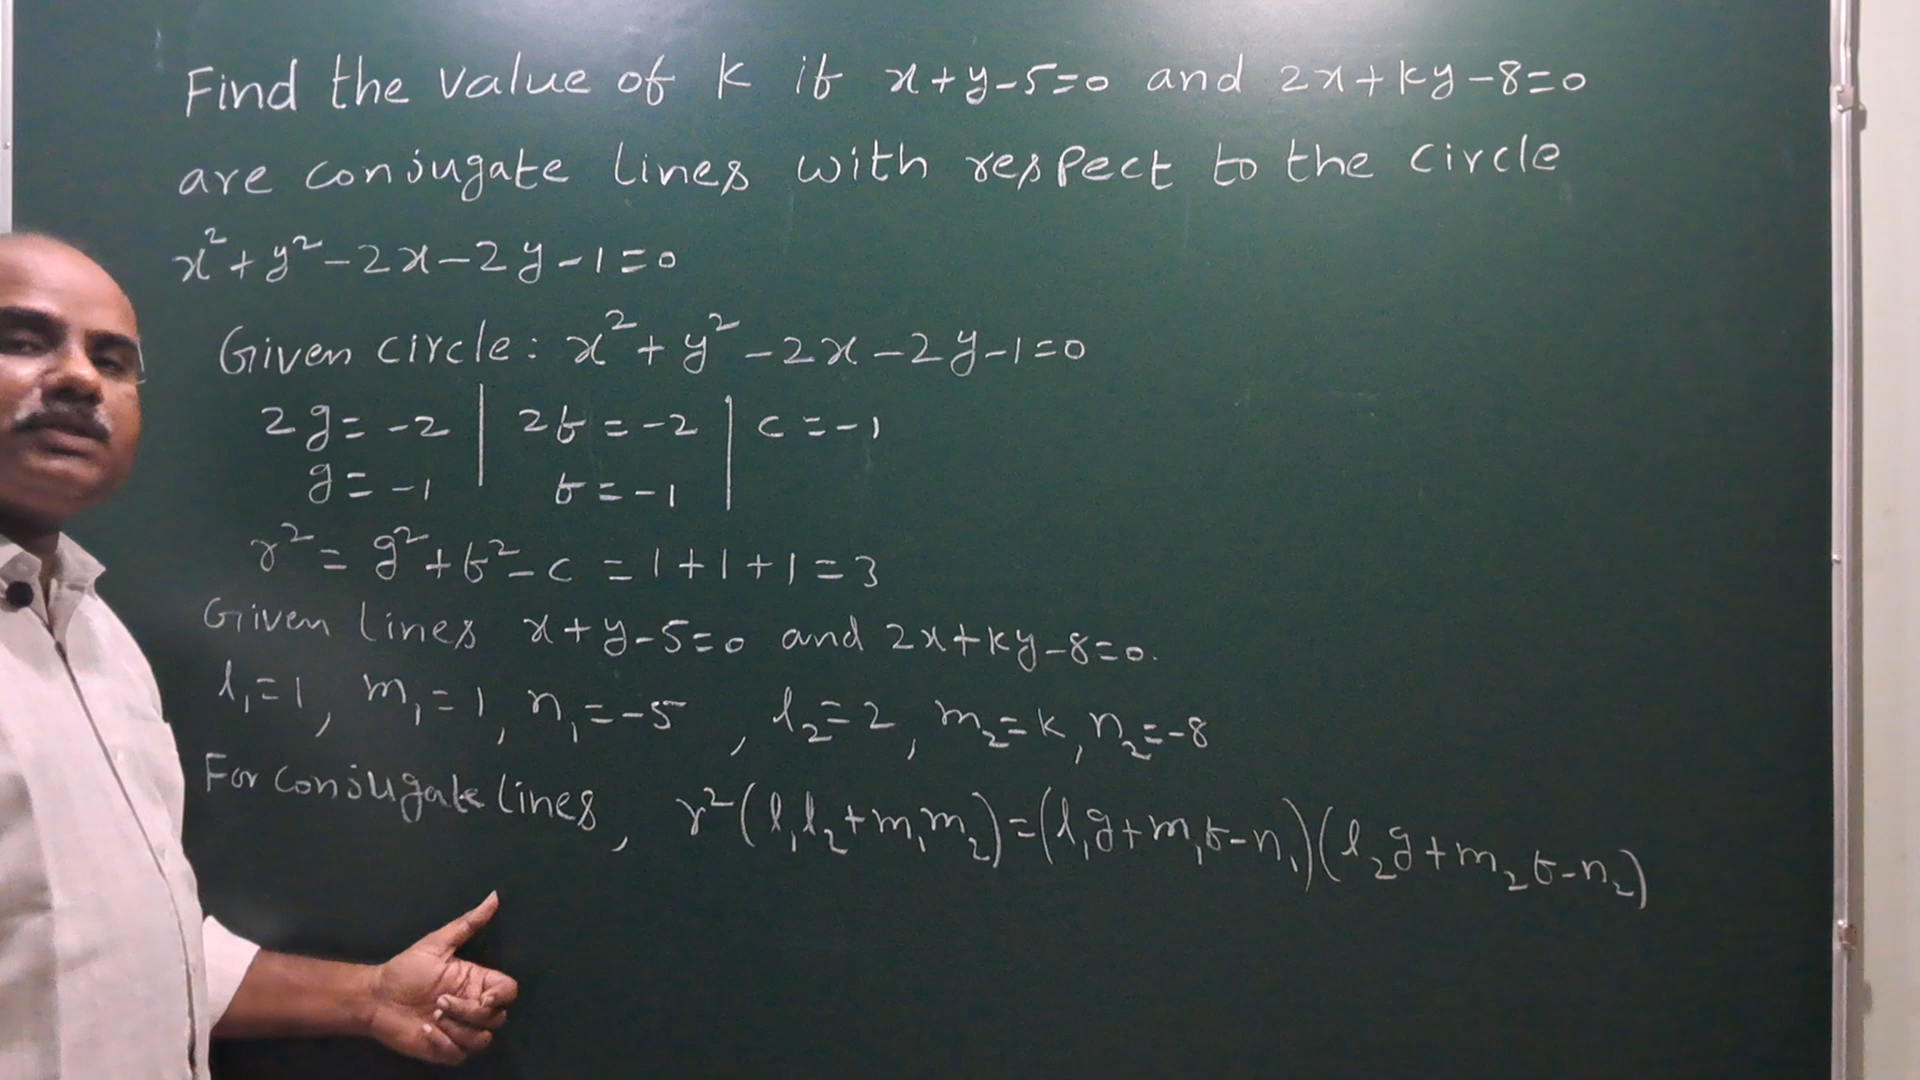 Find the value of k if x+y-5=0 and 2x+ky-8=0
are conjugate lines with respect to the circle
x²+y²-2x-2y-1=0
Given circle: x²+y²-2x-2y-1=0
2g=-2 | 2f=-2 | c=-1
g=-1 | f=-1 |
r²=g²+f²-c=1+1+1=3
Given lines x+y-5=0 and 2x+ky-8=0.
l₁=1, m₁=1, n₁=-5, l₂=2, m₂=k, n₂=-8
For conjugate lines, r²(l₁l₂+m₁m₂)=(l₁g+m₁f-n₁)(l₂g+m₂f-n₂)